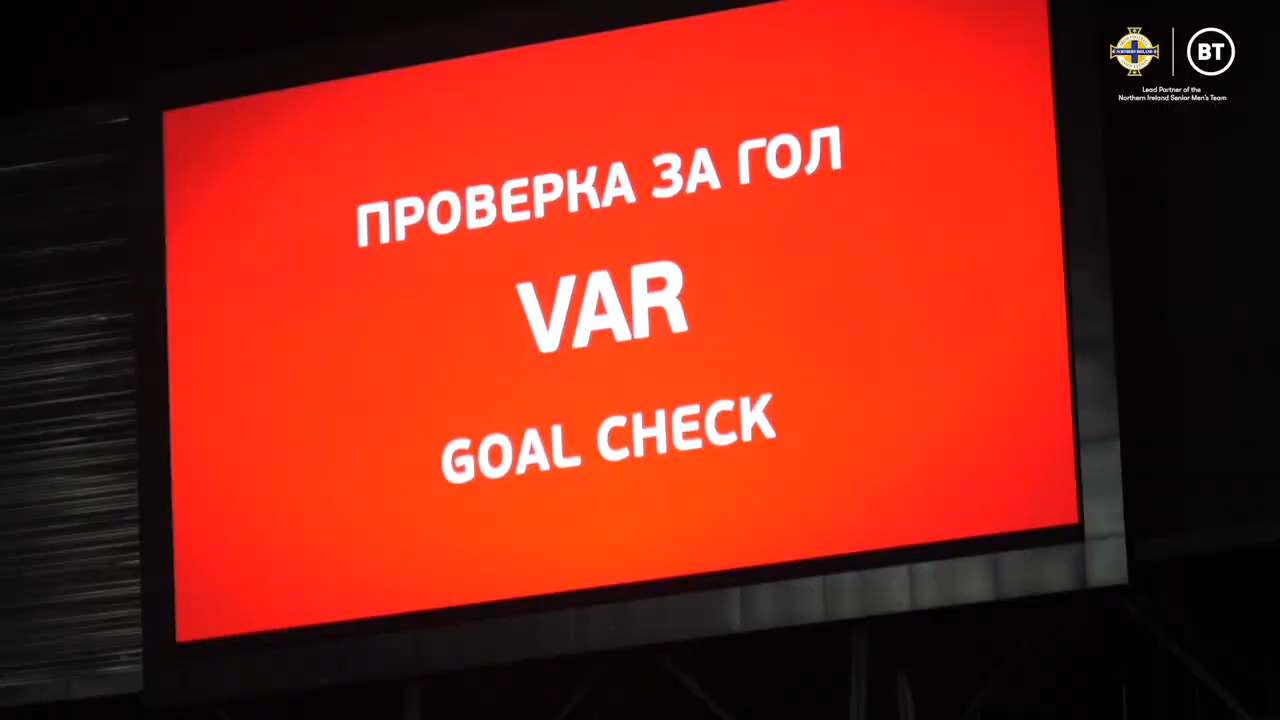 ПРОВЕРКА ЗА ГОЛ
VAR
GOAL CHECK
BT
Lead Partner of the
Northern Ireland Senior Men's Team